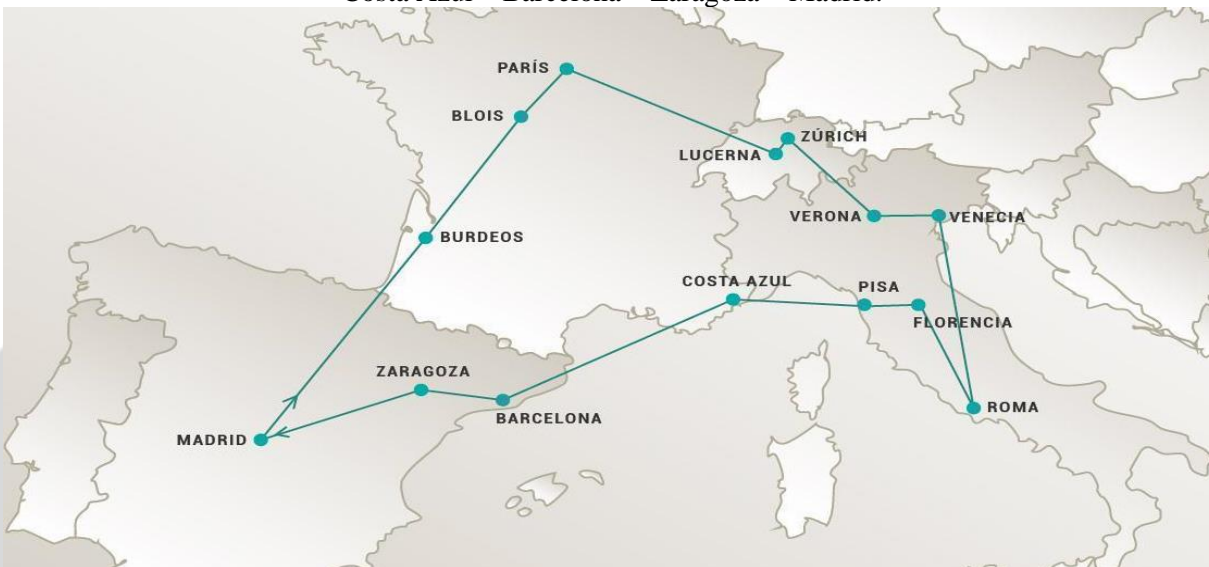 Costa Azul – Barcelona – Zaragoza – Madrid.
PARÍS
BLOIS
ZÚRICH
LUCERNA
VERONA
VENECIA
BURDEOS
COSTA AZUL
PISA
FLORENCIA
ZARAGOZA
BARCELONA
ROMA
MADRID